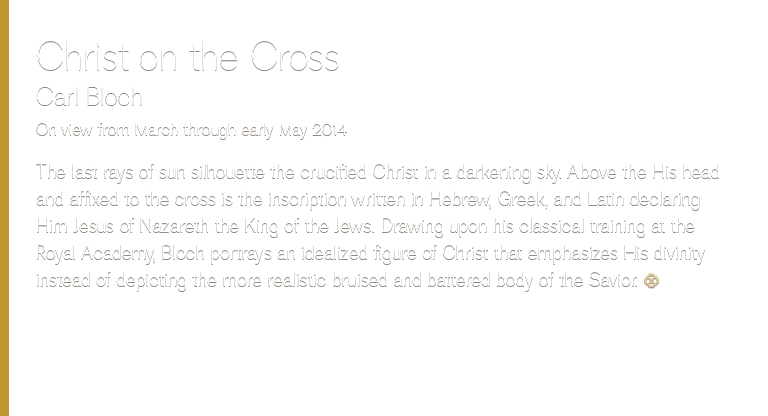 Christ on the Cross
Carl Bloch
On view from March through early May 2014
The last rays of sun silhouette the crucified Christ in a darkening sky. Above the His head
and affixed to the cross is the inscription written in Hebrew, Greek, and Latin declaring
Him Jesus of Nazareth the King of the Jews. Drawing upon his classical training at the
Royal Academy, Bloch portrays an idealized figure of Christ that emphasizes His divinity
instead of depicting the more realistic bruised and battered body of the Savior.